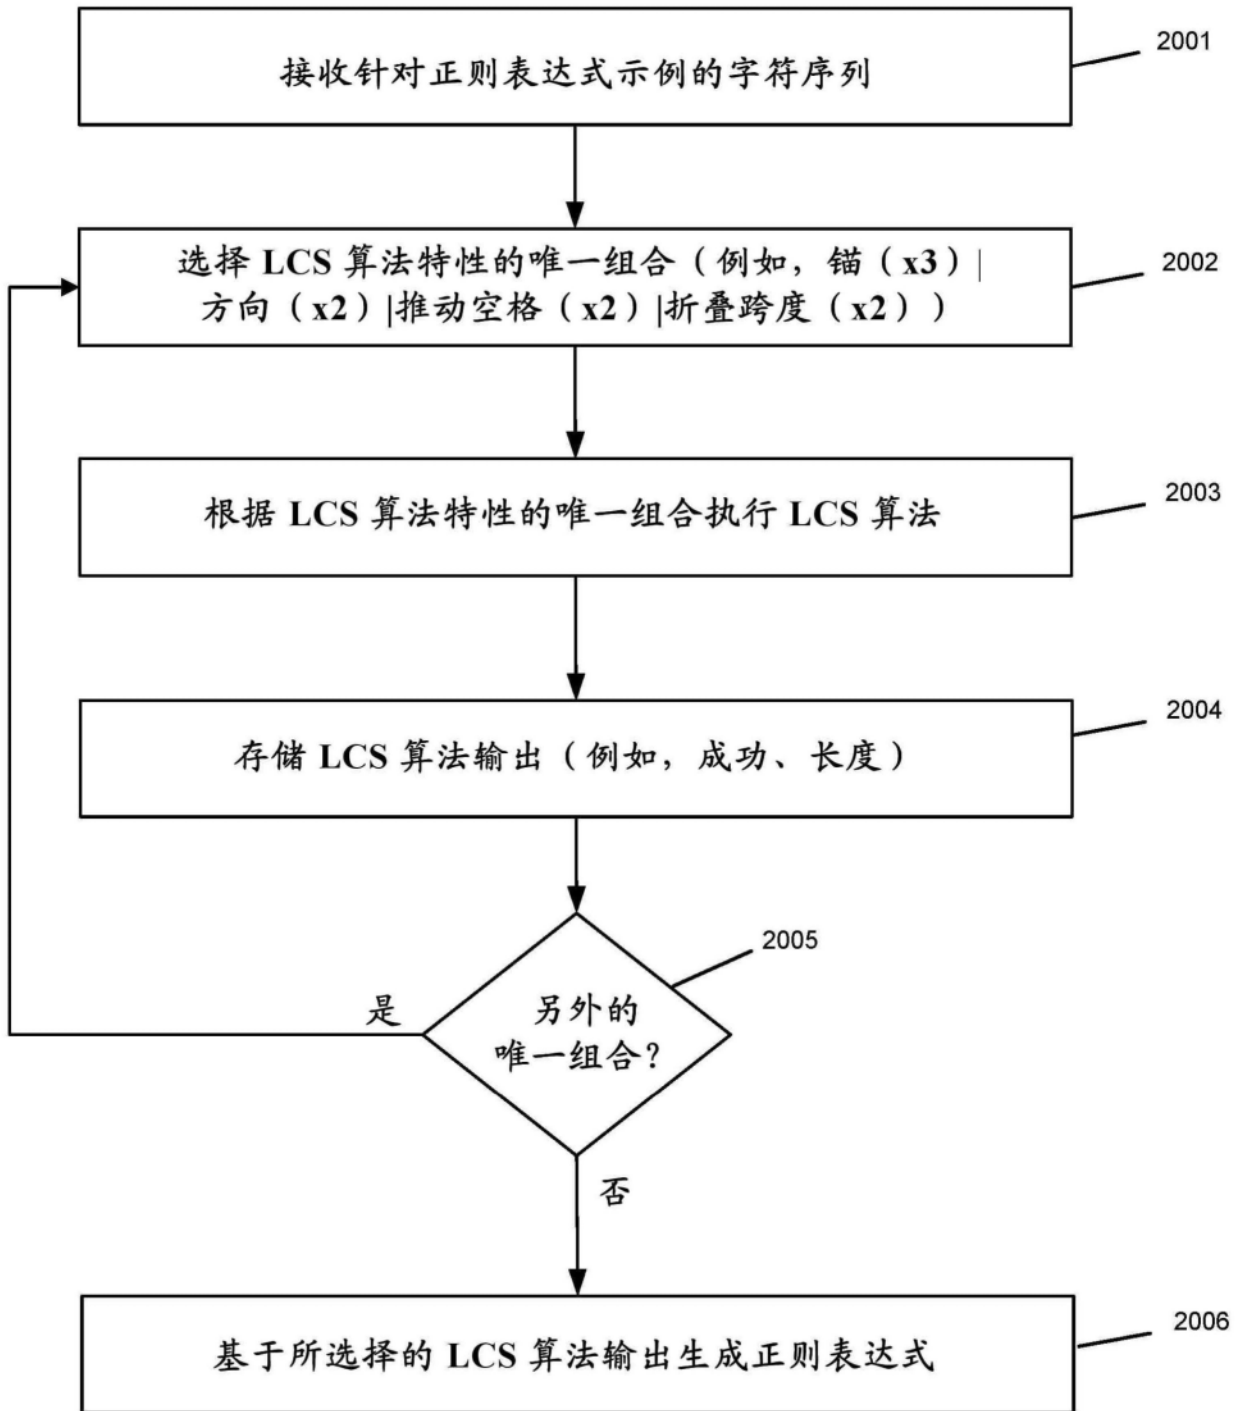 接收针对正则表达式示例的字符序列
2001
选择 LCS 算法特性的唯一组合（例如，锚（x3）|
方向（x2）|推动空格（x2）|折叠跨度（x2））
2002
根据 LCS 算法特性的唯一组合执行 LCS 算法
2003
存储 LCS 算法输出（例如，成功、长度）
2004
另外的
唯一组合？
2005
是
否
基于所选择的 LCS 算法输出生成正则表达式
2006